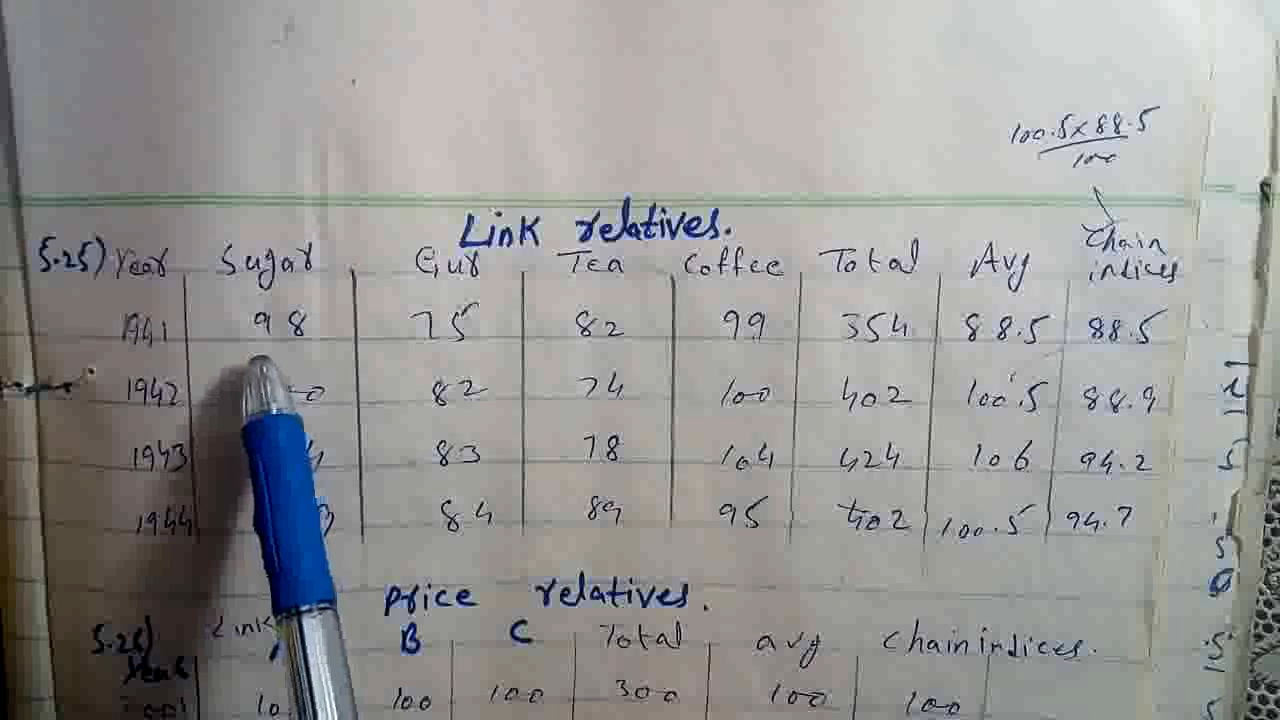 100.5×88.5
100
Link relatives.
5.25) Year Sugar Gur Tea Coffee Total Avg Chain indices
1941 98 75 82 99 354 88.5 88.5
1942 82 74 100 402 100.5 88.9
1943 83 78 104 424 106 94.2
1944 84 89 95 402 100.5 94.7
price relatives.
5.26) Link B C Total avg chain indices.
Years
100 100 300 100 100